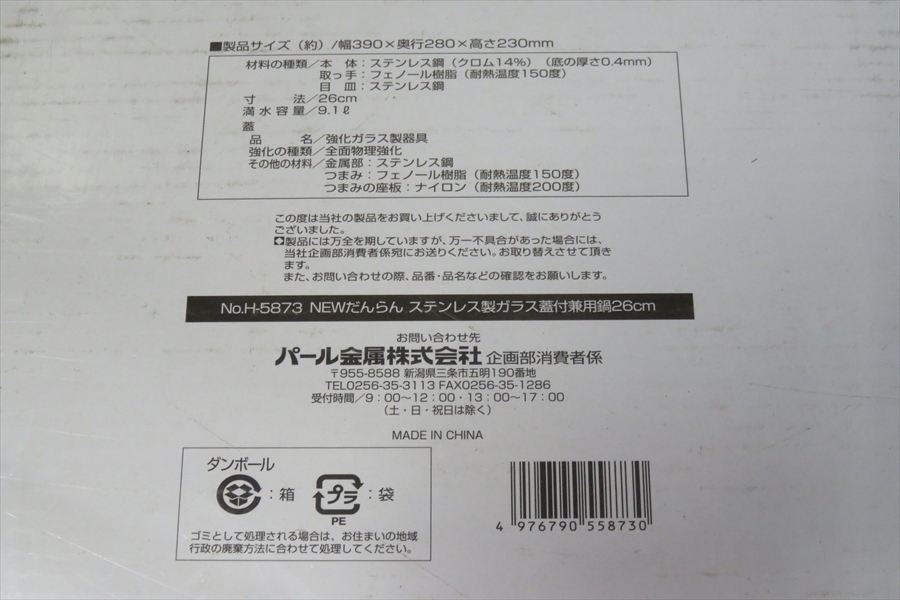 ■製品サイズ（約）/幅390×奥行280×高さ230mm
材料の種類／本　体：ステンレス鋼（クロム14%）（底の厚さ0.4mm）
取っ手：フェノール樹脂（耐熱温度150度）
目　皿：ステンレス鋼
寸　　法／26cm
満水容量／9.1ℓ
蓋
品　　名／強化ガラス製器具
強化の種類／全面物理強化
その他の材料／金属部：ステンレス鋼
つまみ：フェノール樹脂（耐熱温度150度）
つまみの座板：ナイロン（耐熱温度200度）
この度は当社の製品をお買い上げくださいまして、誠にありがとう
ございました。
✚製品には万全を期していますが、万一不具合があった場合には、
当社企画部消費者係宛にお送りください。お取り替えさせて頂き
ます。
また、お問い合わせの際、品番・品名などの確認をお願いします。
No.H-5873 NEWだんらん ステンレス製ガラス蓋付兼用鍋26cm
お問い合わせ先
パール金属株式会社 企画部消費者係
〒955-8588 新潟県三条市五明190番地
TEL0256-35-3113 FAX0256-35-1286
受付時間／9：00〜12：00・13：00〜17：00
（土・日・祝日は除く）
MADE IN CHINA
ダンボール
：箱
プラ
：袋
PE
ゴミとして処理される場合は、お住まいの地域
行政の廃棄方法に合わせて処理してください。
4 976790 558730